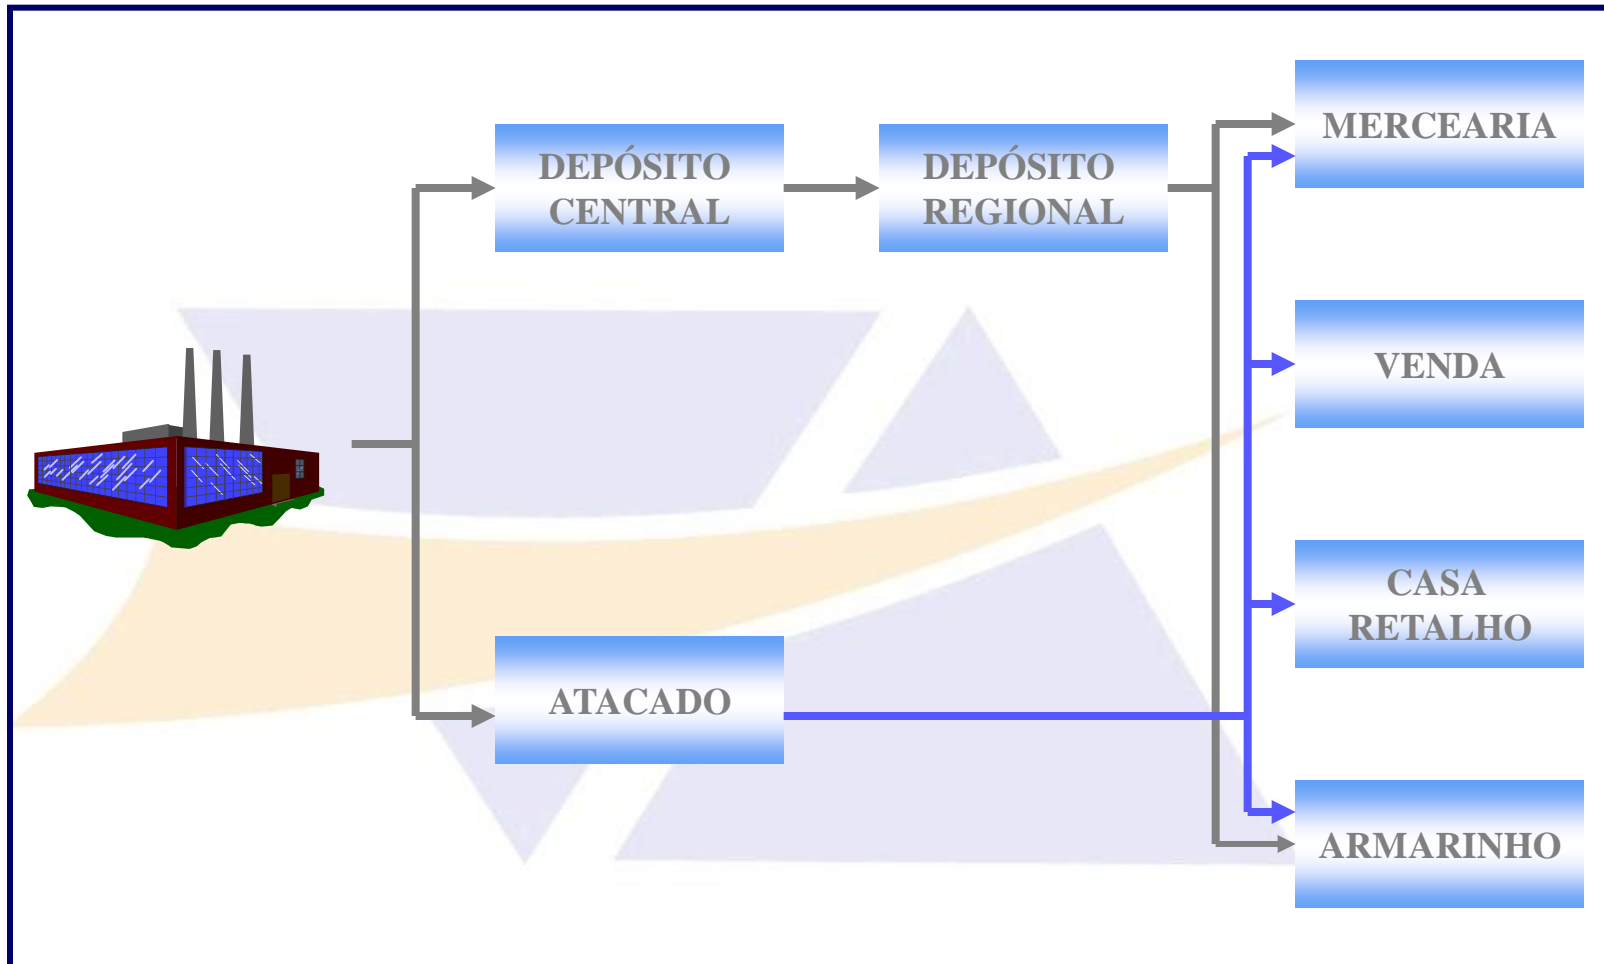 MERCEARIA
DEPÓSITO
CENTRAL
DEPÓSITO
REGIONAL
VENDA
CASA
RETALHO
ATACADO
ARMARINHO